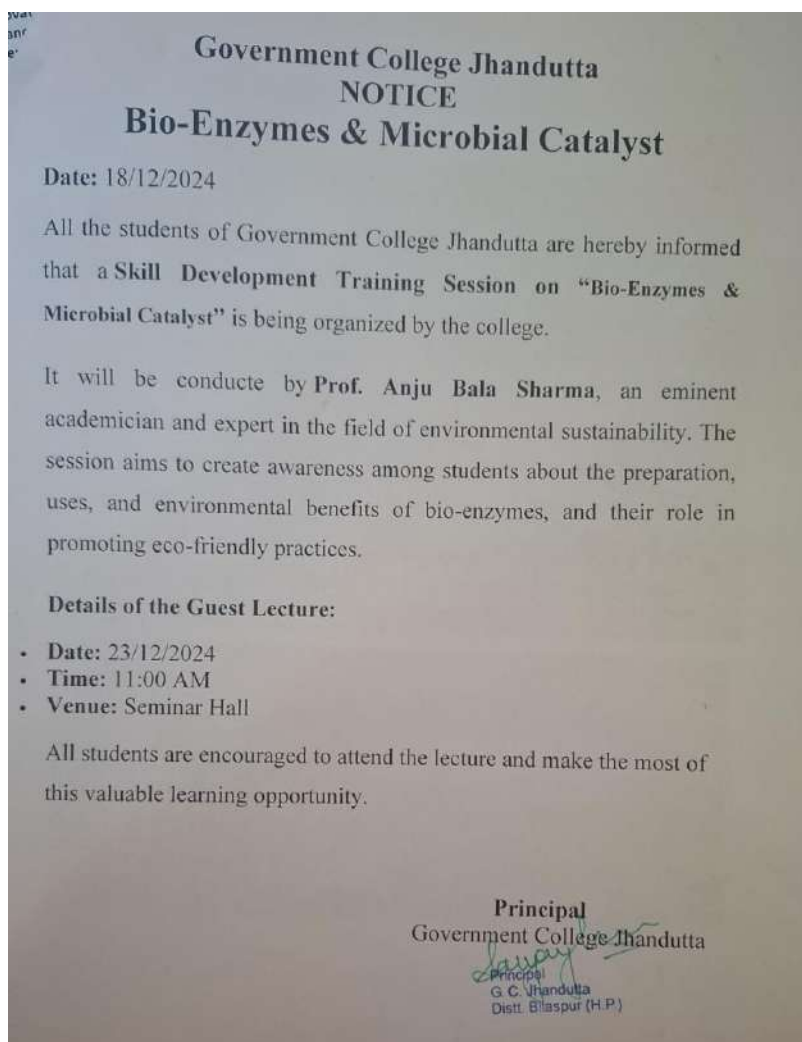 Government College Jhandutta
NOTICE
Bio-Enzymes & Microbial Catalyst
Date: 18/12/2024
All the students of Government College Jhandutta are hereby informed
that a Skill Development Training Session on “Bio-Enzymes &
Microbial Catalyst” is being organized by the college.
It will be conducte by Prof. Anju Bala Sharma, an eminent
academician and expert in the field of environmental sustainability. The
session aims to create awareness among students about the preparation,
uses, and environmental benefits of bio-enzymes, and their role in
promoting eco-friendly practices.
Details of the Guest Lecture:
• Date: 23/12/2024
• Time: 11:00 AM
• Venue: Seminar Hall
All students are encouraged to attend the lecture and make the most of
this valuable learning opportunity.
Principal
Government College Jhandutta
Principal
G. C. Jhandutta
Distt. Bilaspur (H.P.)